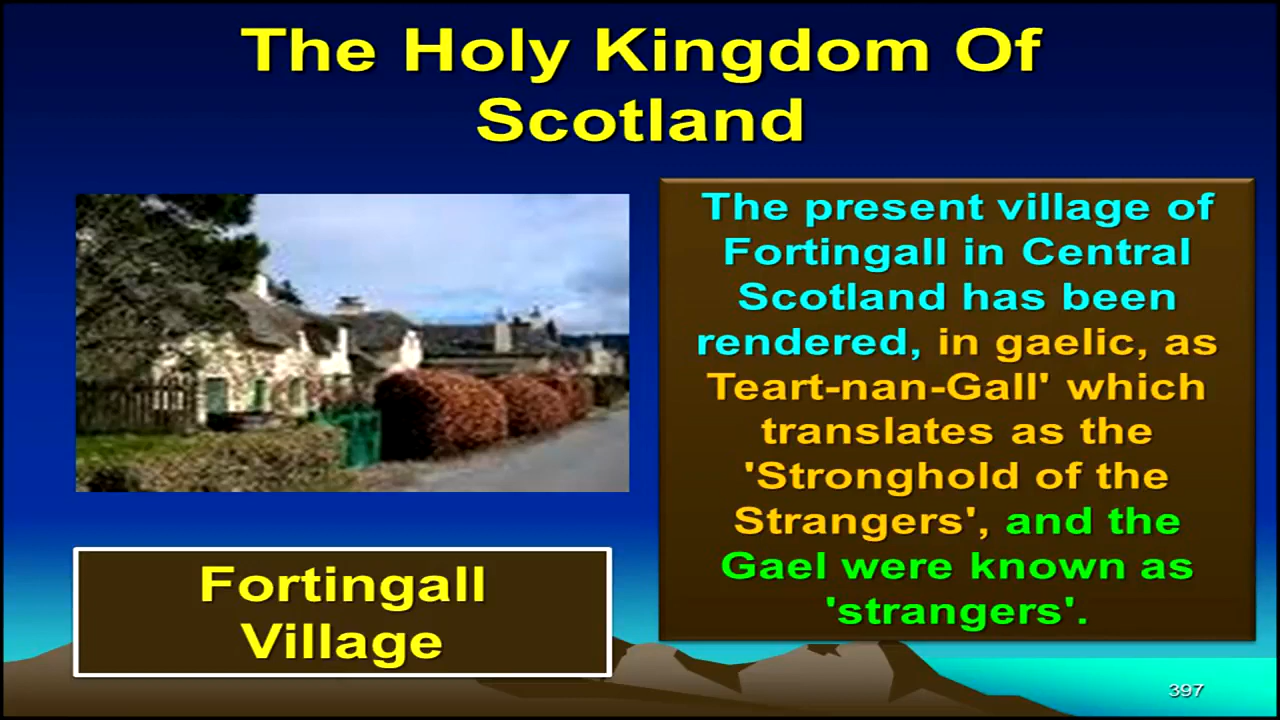 The Holy Kingdom Of
Scotland
The present village of
Fortingall in Central
Scotland has been
rendered, in gaelic, as
Teart-nan-Gall' which
translates as the
'Stronghold of the
Strangers', and the
Gael were known as
'strangers'.
Fortingall
Village
397